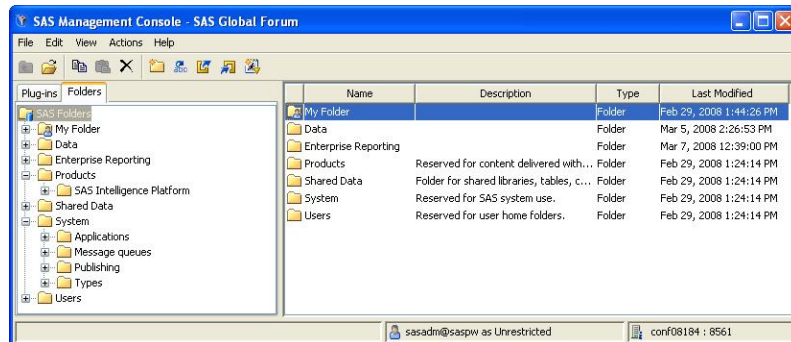 SAS Management Console - SAS Global Forum
File Edit View Actions Help
Plug-ins Folders
SAS Folders
My Folder
Data
Enterprise Reporting
Products
SAS Intelligence Platform
Shared Data
System
Applications
Message queues
Publishing
Types
Users
Name Description Type Last Modified
My Folder Folder Feb 29, 2008 1:44:26 PM
Data Folder Mar 5, 2008 2:26:53 PM
Enterprise Reporting Folder Mar 7, 2008 12:39:00 PM
Products Reserved for content delivered with... Folder Feb 29, 2008 1:24:14 PM
Shared Data Folder for shared libraries, tables, c... Folder Feb 29, 2008 1:24:14 PM
System Reserved for SAS system use. Folder Feb 29, 2008 1:24:14 PM
Users Reserved for user home folders. Folder Feb 29, 2008 1:24:14 PM
sasadm@saspw as Unrestricted conf08184 : 8561